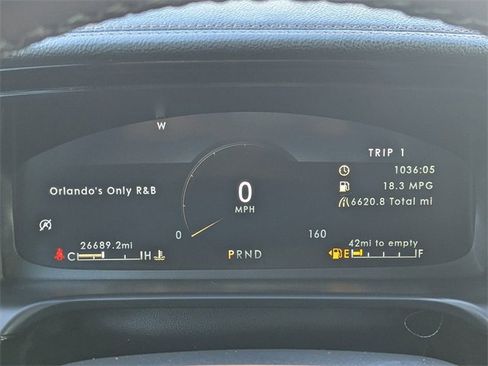 W
TRIP 1
1036:05
18.3 MPG
6620.8 Total mi
Orlando's Only R&B
0
MPH
0
160
26689.2mi
C H
PRND
42mi to empty
E F